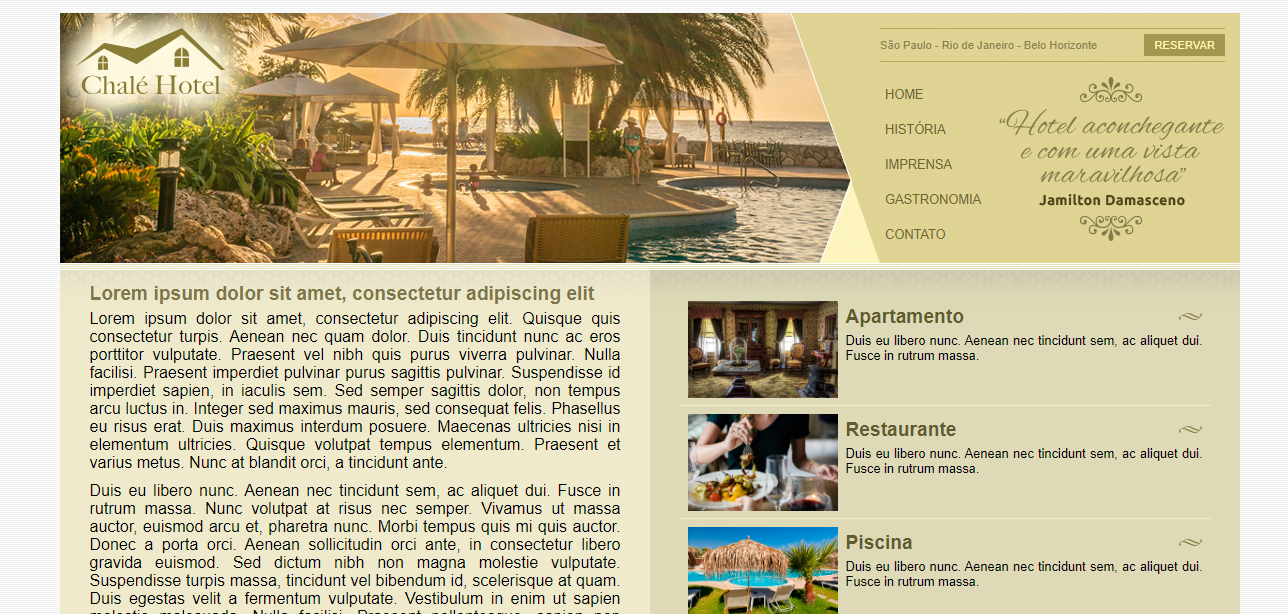 Chalé Hotel
São Paulo - Rio de Janeiro - Belo Horizonte
RESERVAR
HOME
HISTÓRIA
IMPRENSA
GASTRONOMIA
CONTATO
“Hotel aconchegante
e com uma vista
maravilhosa”
Jamilton Damasceno
Lorem ipsum dolor sit amet, consectetur adipiscing elit
Lorem ipsum dolor sit amet, consectetur adipiscing elit. Quisque quis
consectetur turpis. Aenean nec quam dolor. Duis tincidunt nunc ac eros
porttitor vulputate. Praesent vel nibh quis purus viverra pulvinar. Nulla
facilisi. Praesent imperdiet pulvinar purus sagittis pulvinar. Suspendisse id
imperdiet sapien, in iaculis sem. Sed semper sagittis dolor, non tempus
arcu luctus in. Integer sed maximus mauris, sed consequat felis. Phasellus
eu risus erat. Duis maximus interdum posuere. Maecenas ultricies nisi in
elementum ultricies. Quisque volutpat tempus elementum. Praesent et
varius metus. Nunc at blandit orci, a tincidunt ante.
Duis eu libero nunc. Aenean nec tincidunt sem, ac aliquet dui. Fusce in
rutrum massa. Nunc volutpat at risus nec semper. Vivamus ut massa
auctor, euismod arcu et, pharetra nunc. Morbi tempus quis mi quis auctor.
Donec a porta orci. Aenean sollicitudin orci ante, in consectetur libero
gravida euismod. Sed dictum nibh non magna molestie vulputate.
Suspendisse turpis massa, tincidunt vel bibendum id, scelerisque at quam.
Duis egestas velit a fermentum vulputate. Vestibulum in enim ut sapien
Apartamento
Duis eu libero nunc. Aenean nec tincidunt sem, ac aliquet dui.
Fusce in rutrum massa.
Restaurante
Duis eu libero nunc. Aenean nec tincidunt sem, ac aliquet dui.
Fusce in rutrum massa.
Piscina
Duis eu libero nunc. Aenean nec tincidunt sem, ac aliquet dui.
Fusce in rutrum massa.